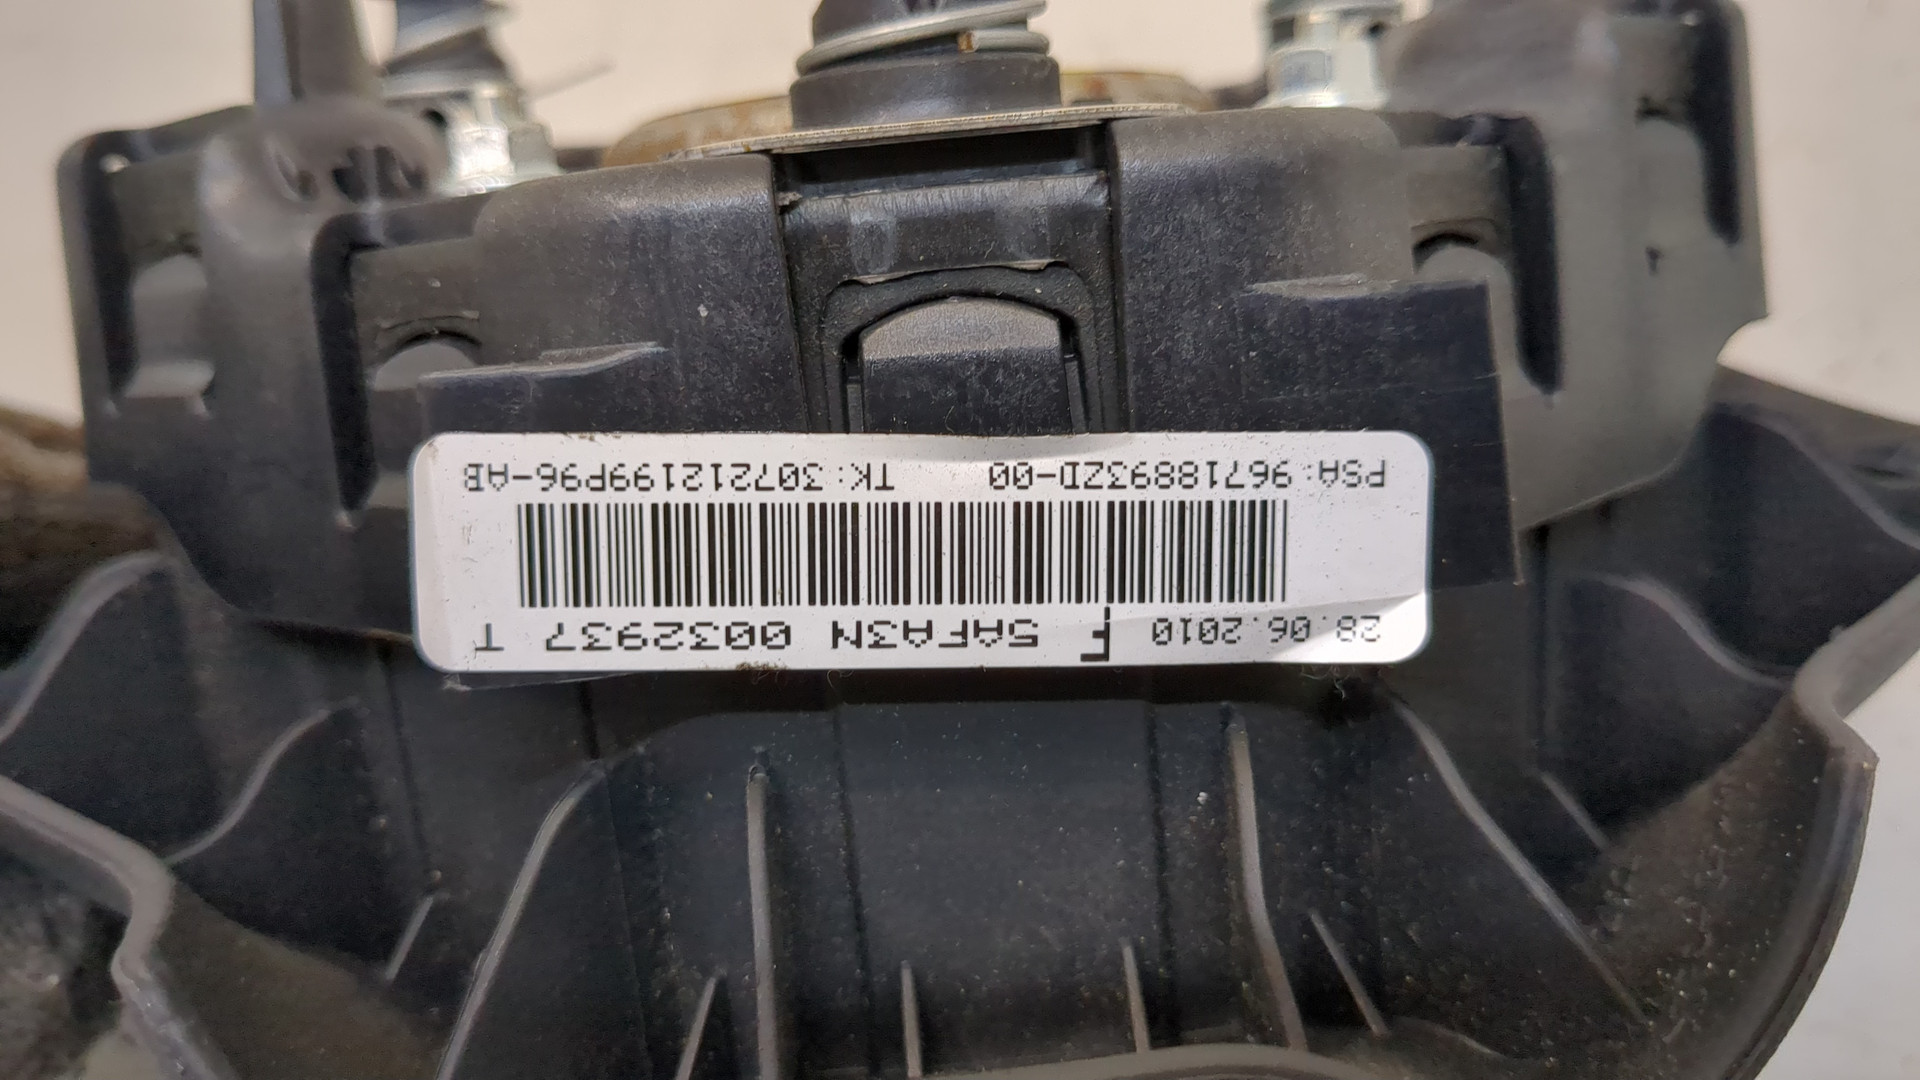 28.06.2010 F 5AFA3N 0032937 T
PSA:96718893ZD-00 TK:307212199P96-AB